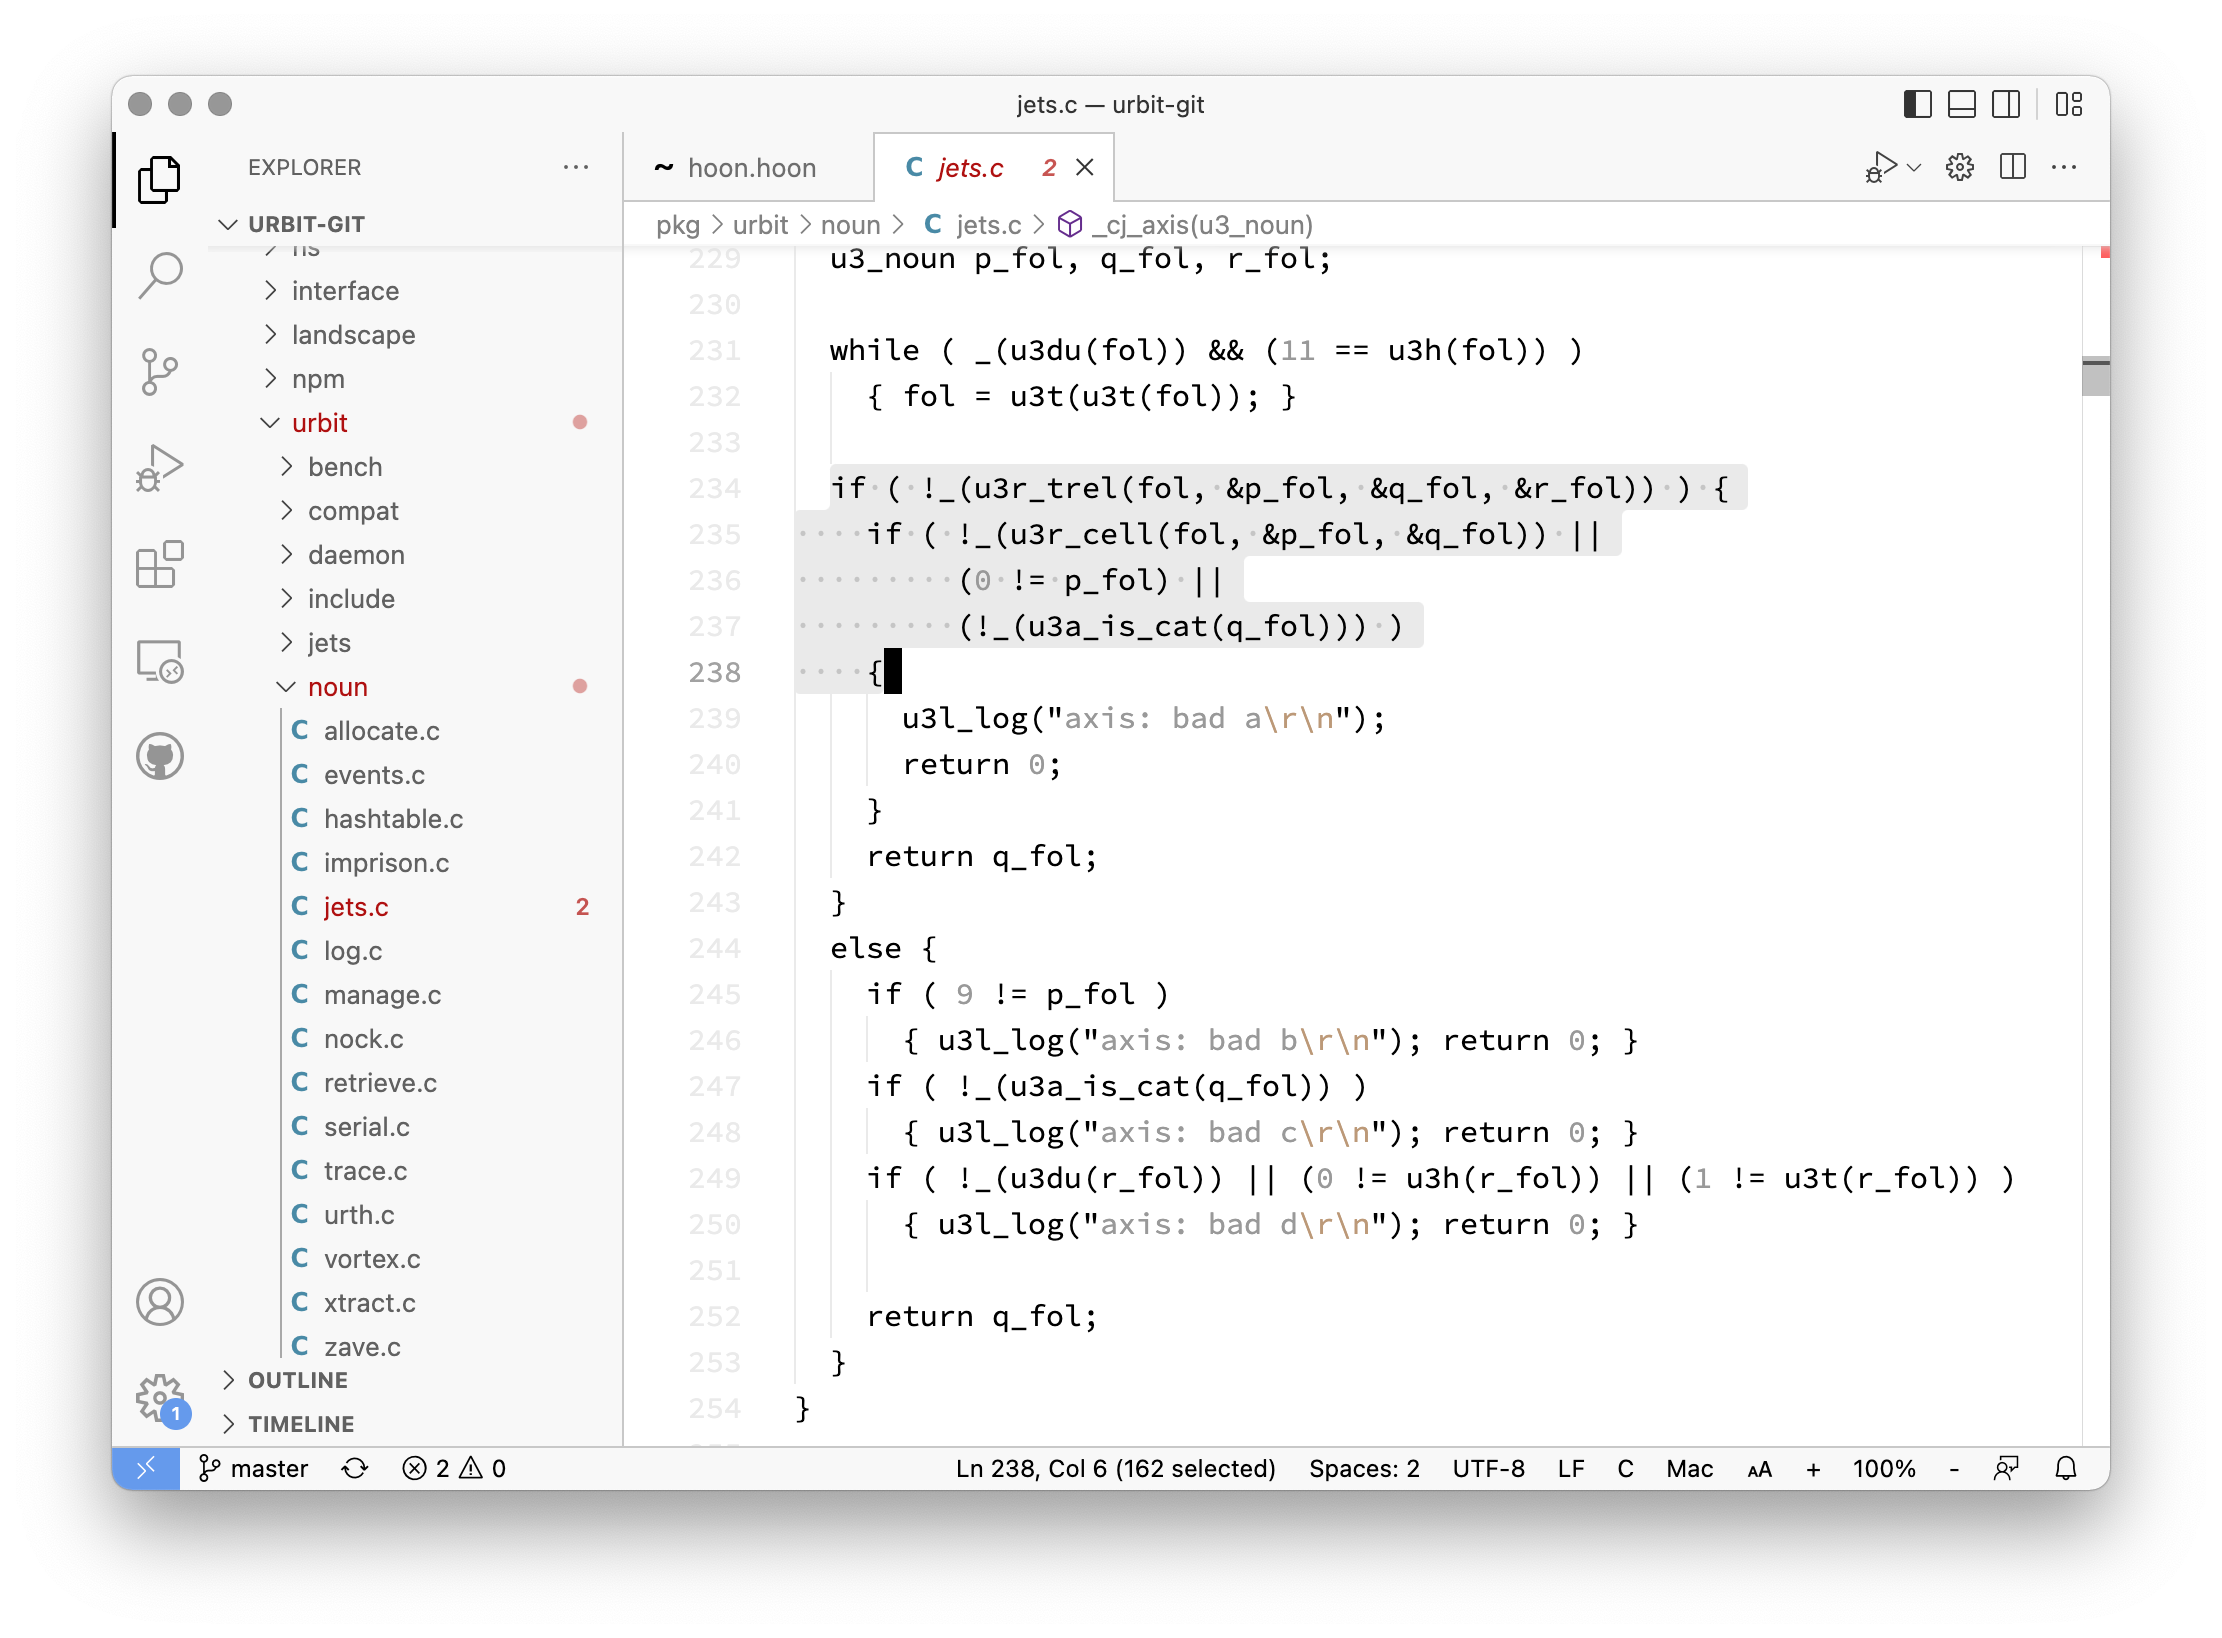 jets.c — urbit-git
EXPLORER
URBIT-GIT
interface
landscape
npm
urbit
bench
compat
daemon
include
jets
noun
C allocate.c
C events.c
C hashtable.c
C imprison.c
C jets.c 2
C log.c
C manage.c
C nock.c
C retrieve.c
C serial.c
C trace.c
C urth.c
C vortex.c
C xtract.c
C zave.c
OUTLINE
TIMELINE
1
~ hoon.hoon
C jets.c 2
pkg > urbit > noun > C jets.c > _cj_axis(u3_noun)
229 u3_noun p_fol, q_fol, r_fol;
230
231 while ( _(u3du(fol)) && (11 == u3h(fol)) )
232 { fol = u3t(u3t(fol)); }
233
234 if ( !_(u3r_trel(fol, &p_fol, &q_fol, &r_fol)) ) {
235 if ( !_(u3r_cell(fol, &p_fol, &q_fol)) ||
236 (0 != p_fol) ||
237 (!_(u3a_is_cat(q_fol))) )
238 {
239 u3l_log("axis: bad a\r\n");
240 return 0;
241 }
242 return q_fol;
243 }
244 else {
245 if ( 9 != p_fol )
246 { u3l_log("axis: bad b\r\n"); return 0; }
247 if ( !_(u3a_is_cat(q_fol)) )
248 { u3l_log("axis: bad c\r\n"); return 0; }
249 if ( !_(u3du(r_fol)) || (0 != u3h(r_fol)) || (1 != u3t(r_fol)) )
250 { u3l_log("axis: bad d\r\n"); return 0; }
251
252 return q_fol;
253 }
254 }
master 2 0 Ln 238, Col 6 (162 selected) Spaces: 2 UTF-8 LF C Mac AA + 100% -